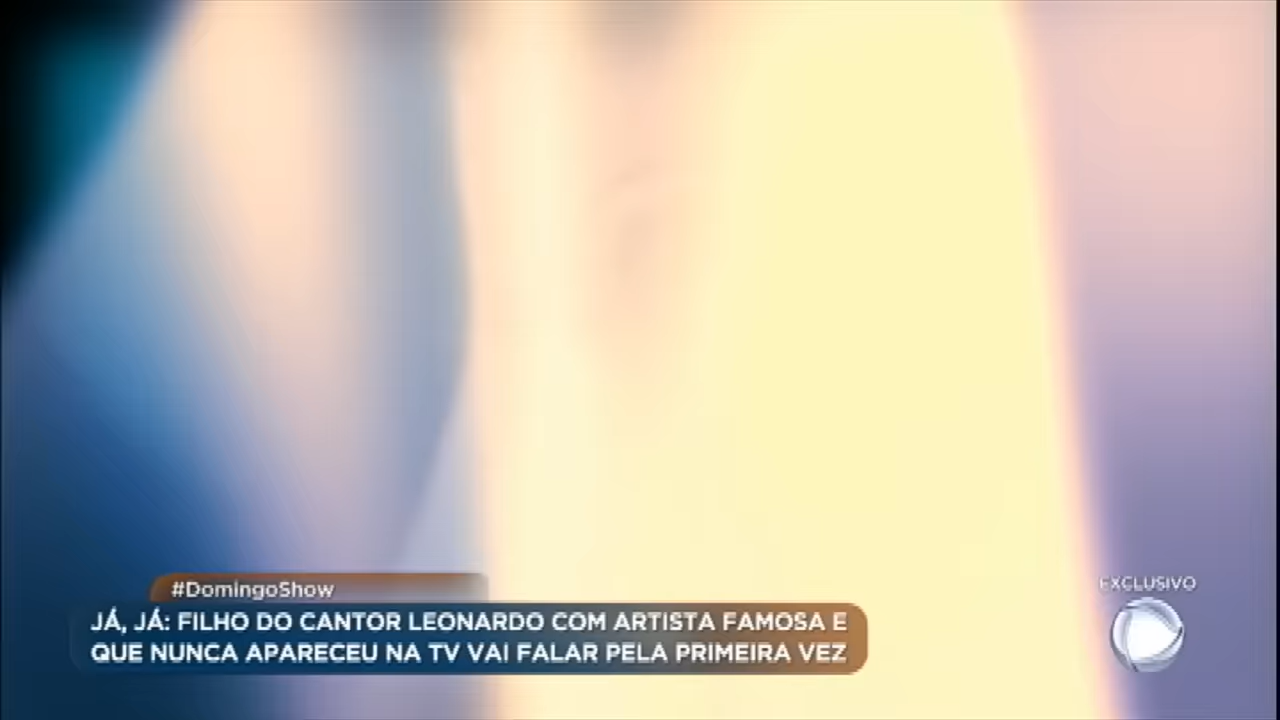 #DomingoShow
JÁ, JÁ: FILHO DO CANTOR LEONARDO COM ARTISTA FAMOSA E
QUE NUNCA APARECEU NA TV VAI FALAR PELA PRIMEIRA VEZ
EXCLUSIVO